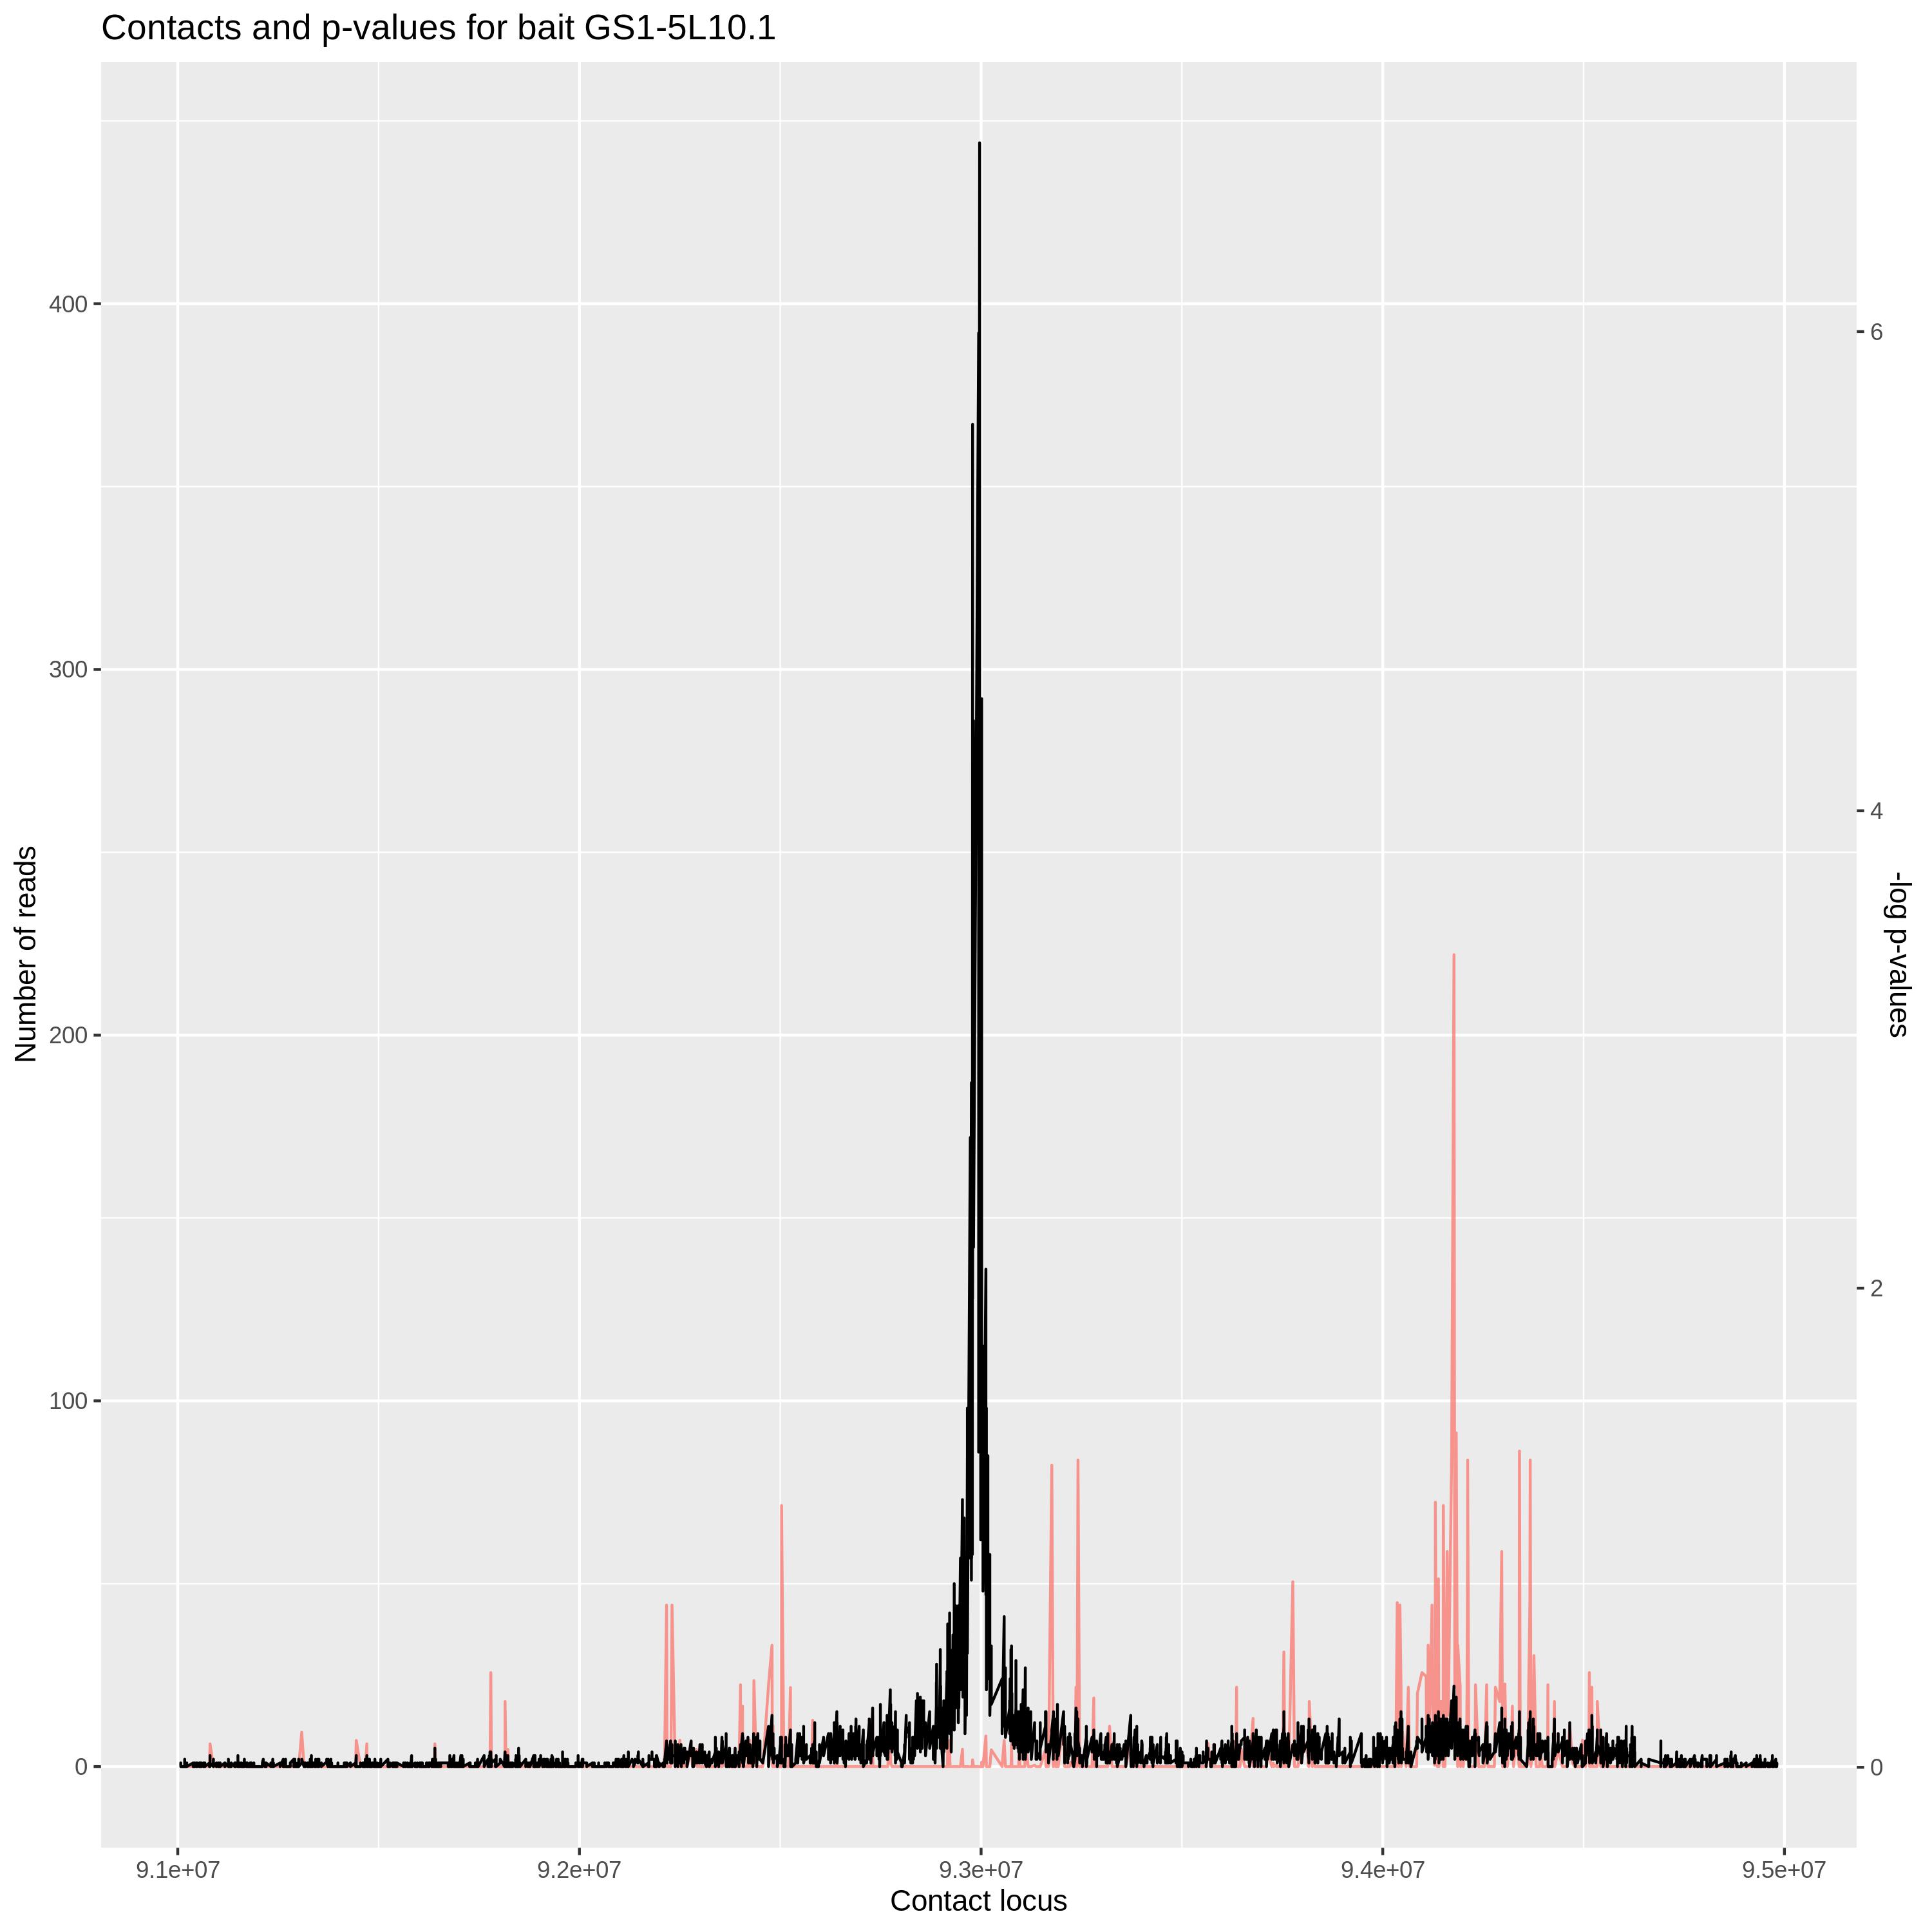 Contacts and p-values for bait GS1-5L10.1
400
300
200
100
0
Number of reads
6
4
2
0
-log p-values
9.1e+07
9.2e+07
9.3e+07
9.4e+07
9.5e+07
Contact locus